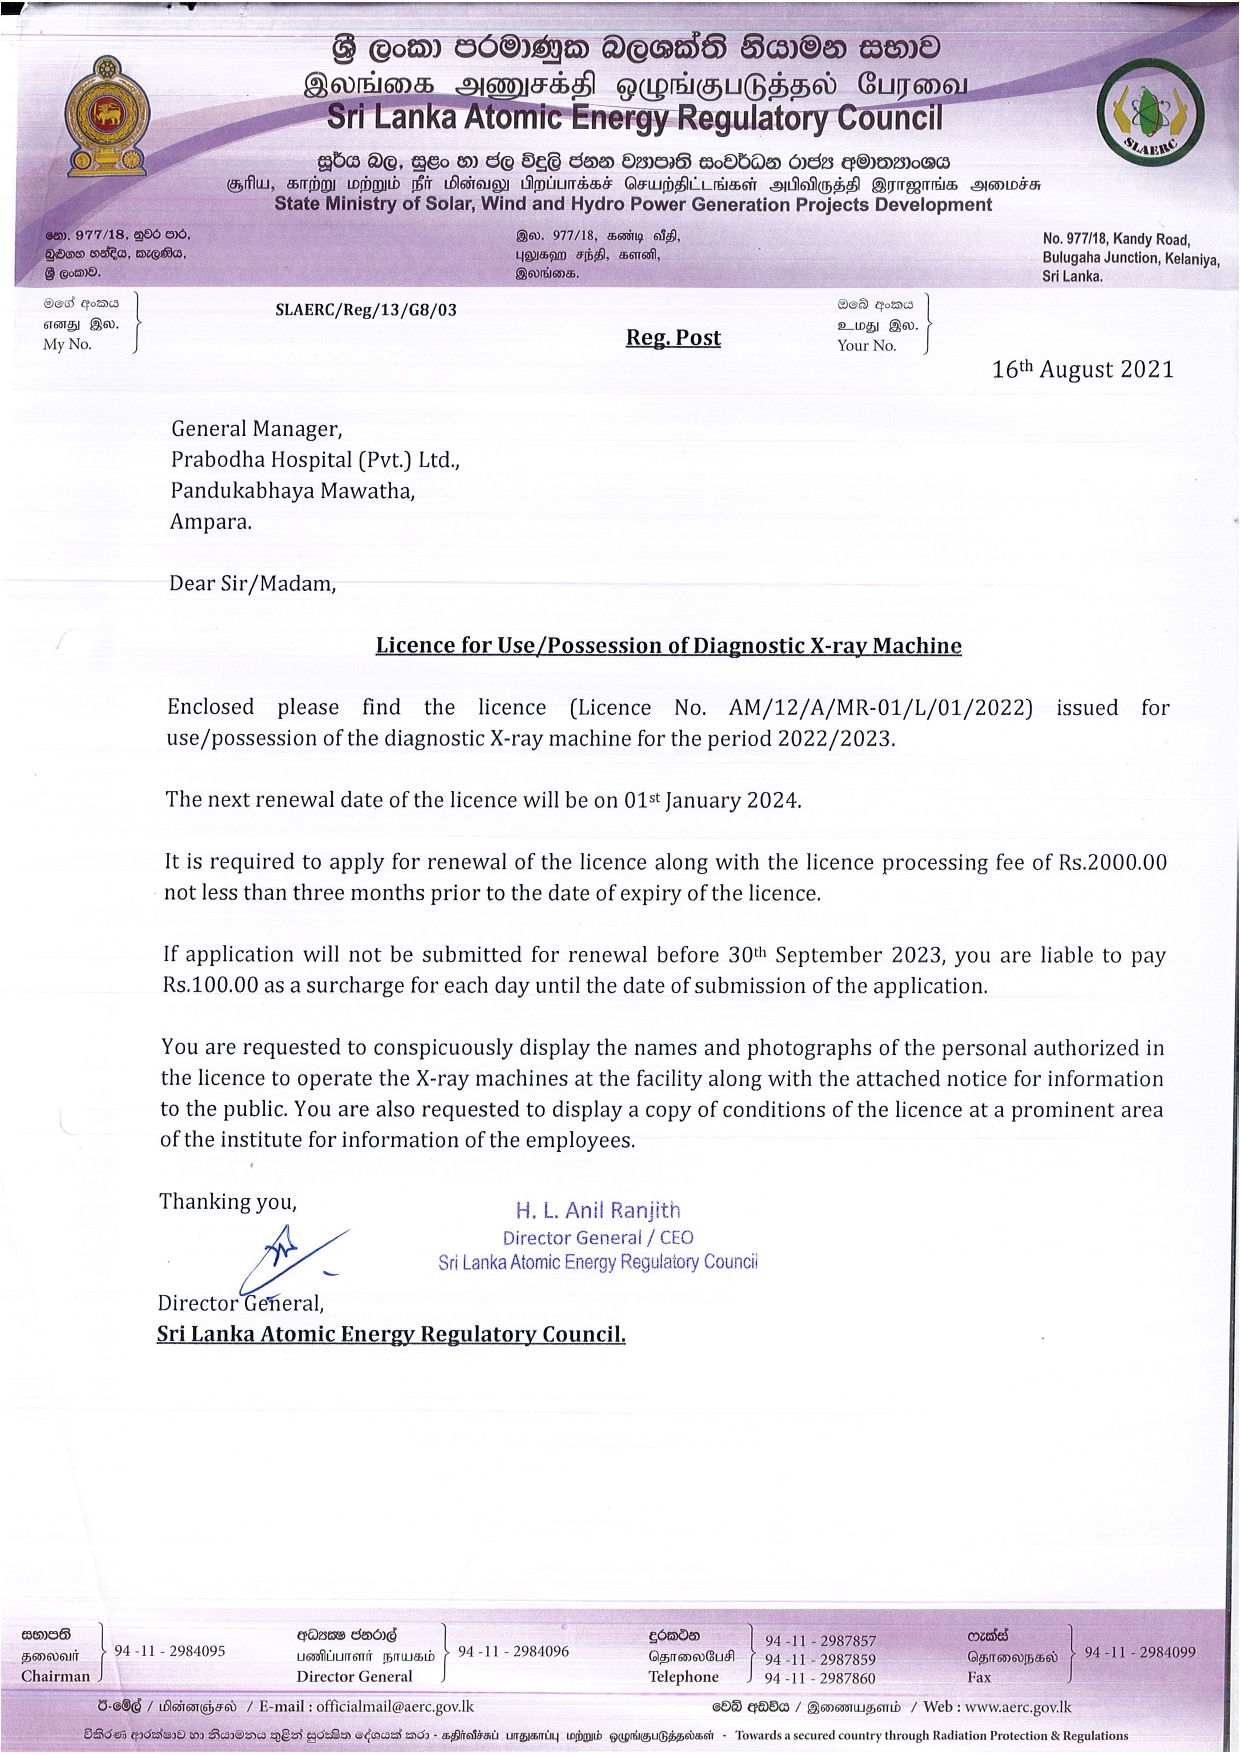 ශ්‍රී ලංකා පරමාණුක බලශක්ති නියාමන සභාව
இலங்கை அணுசக்தி ஒழுங்குபடுத்தல் பேரவை
Sri Lanka Atomic Energy Regulatory Council
SLAERC
සූර්ය බල, සුළං හා ජල විදුලි ජනන ව්‍යාපෘති සංවර්ධන රාජ්‍ය අමාත්‍යාංශය
சூரிய, காற்று மற்றும் நீர் மின்வலு பிறப்பாக்கச் செயற்திட்டங்கள் அபிவிருத்தி இராஜாங்க அமைச்சு
State Ministry of Solar, Wind and Hydro Power Generation Projects Development
නො. 977/18, නුවර පාර,
බුළුගහ හන්දිය, කැලණිය,
ශ්‍රී ලංකාව.
இல. 977/18, கண்டி வீதி,
புலுகஹ சந்தி, களனி,
இலங்கை.
No. 977/18, Kandy Road,
Bulugaha Junction, Kelaniya,
Sri Lanka.
මගේ අංකය
எனது இல.
My No.
SLAERC/Reg/13/G8/03
Reg. Post
ඔබේ අංකය
உமது இல.
Your No.
16th August 2021
General Manager,
Prabodha Hospital (Pvt.) Ltd.,
Pandukabhaya Mawatha,
Ampara.
Dear Sir/Madam,
Licence for Use/Possession of Diagnostic X-ray Machine
Enclosed please find the licence (Licence No. AM/12/A/MR-01/L/01/2022) issued for
use/possession of the diagnostic X-ray machine for the period 2022/2023.
The next renewal date of the licence will be on 01st January 2024.
It is required to apply for renewal of the licence along with the licence processing fee of Rs.2000.00
not less than three months prior to the date of expiry of the licence.
If application will not be submitted for renewal before 30th September 2023, you are liable to pay
Rs.100.00 as a surcharge for each day until the date of submission of the application.
You are requested to conspicuously display the names and photographs of the personal authorized in
the licence to operate the X-ray machines at the facility along with the attached notice for information
to the public. You are also requested to display a copy of conditions of the licence at a prominent area
of the institute for information of the employees.
Thanking you,
H. L. Anil Ranjith
Director General / CEO
Sri Lanka Atomic Energy Regulatory Council
Director General,
Sri Lanka Atomic Energy Regulatory Council.
සභාපති
தலைவர்
Chairman
94 -11 - 2984095
අධ්‍යක්ෂ ජනරාල්
பணிப்பாளர் நாயகம்
Director General
94 -11 - 2984096
දුරකථන
தொலைபேசி
Telephone
94 -11 - 2987857
94 -11 - 2987859
94 -11 - 2987860
ෆැක්ස්
தொலைநகல்
Fax
94 -11 - 2984099
ඊ-මේල් / மின்னஞ்சல் / E-mail : officialmail@aerc.gov.lk
වෙබ් අඩවිය / இணையதளம் / Web : www.aerc.gov.lk
විකිරණ ආරක්ෂාව හා නියාමනය තුළින් සුරක්ෂිත දේශයක් කරා - கதிர்வீச்சுப் பாதுகாப்பு மற்றும் ஒழுங்குபடுத்தல்கள் - Towards a secured country through Radiation Protection & Regulations